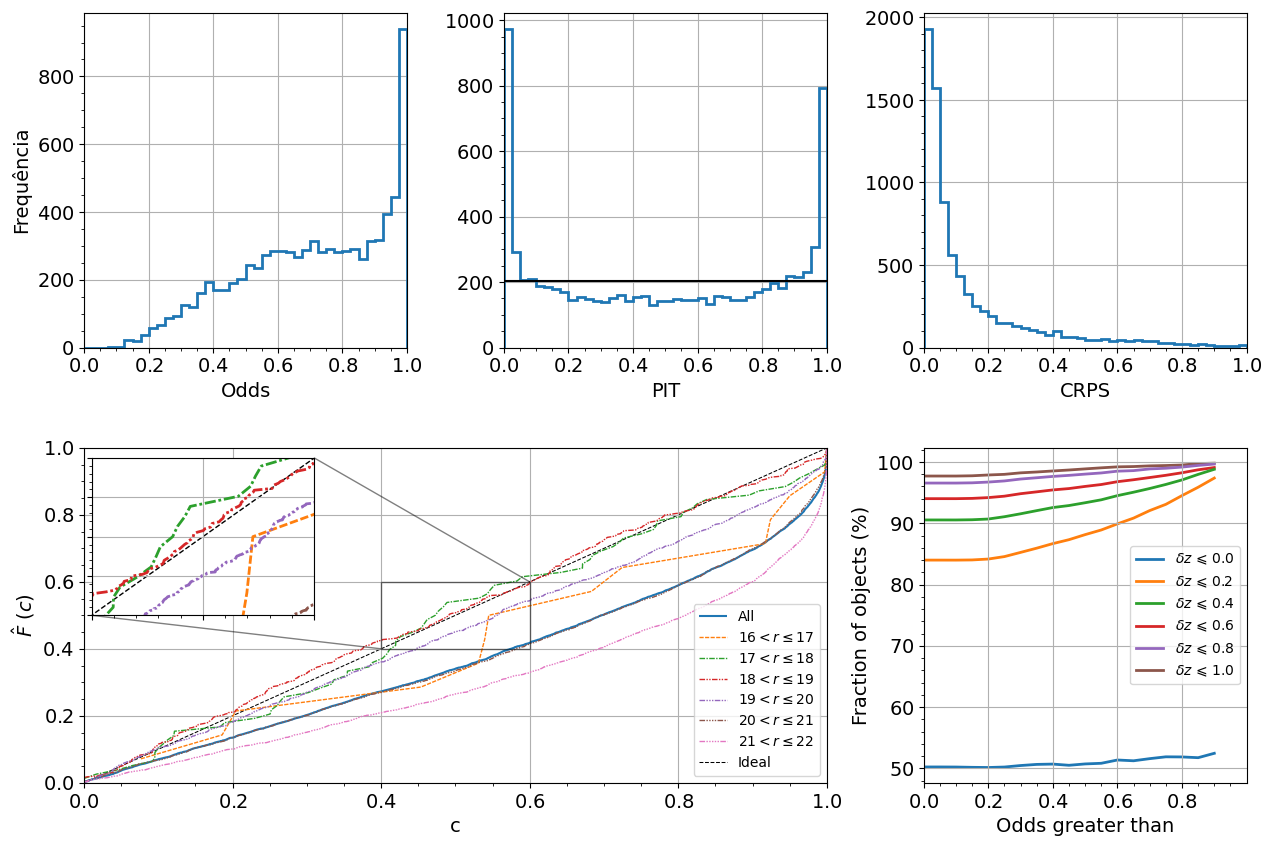 Frequência
800
600
400
200
0
0.0 0.2 0.4 0.6 0.8 1.0
Odds
1000
800
600
400
200
0
0.0 0.2 0.4 0.6 0.8 1.0
PIT
2000
1500
1000
500
0
0.0 0.2 0.4 0.6 0.8 1.0
CRPS
F̂ (c)
1.0
0.8
0.6
0.4
0.2
0.0
0.0 0.2 0.4 0.6 0.8 1.0
c
All
16 < r ≤ 17
17 < r ≤ 18
18 < r ≤ 19
19 < r ≤ 20
20 < r ≤ 21
21 < r ≤ 22
Ideal
Fraction of objects (%)
100
90
80
70
60
50
0.0 0.2 0.4 0.6 0.8
Odds greater than
δz ⩽ 0.0
δz ⩽ 0.2
δz ⩽ 0.4
δz ⩽ 0.6
δz ⩽ 0.8
δz ⩽ 1.0